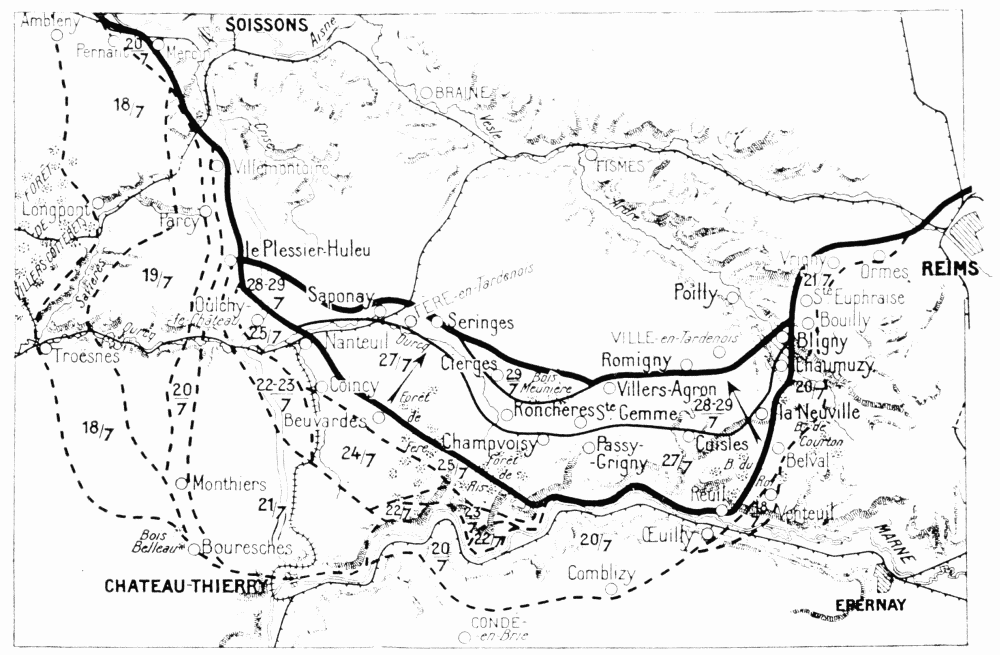 Ambleny
SOISSONS
Aisne
Pernant
20/7
Mercin
18/7
BRAINE
Vesle
Crise
FISMES
Villemontoire
FORÊT
DE
VILLERS-COTTERETS
Longpont
Parcy
Ardre
le Plessier-Huleu
Vrigny
Ormes
REIMS
19/7
Savières
28-29/7
21/7
Ste Euphraise
Saponay
FERE-en-Tardenois
Poilly
Oulchy-
le-Château
Seringes
Bouilly
25/7
Ourcq
Ourcq
VILLE-en-Tardenois
Bligny
Troesnes
Nanteuil
27/7
Cierges
Romigny
Chaumuzy
29/7
Bois
Meunière
20/7
22-23/7
Coincy
Villers-Agron
20/7
Forêt
de
Fere
Roncheres
Ste Gemme
28-29/7
la Neuville
Beuvardes
18/7
Champvoisy
Cuisles
Bs de
Courton
24/7
Passy-
Grigny
27/7
B. du
Roi
Belval
25/7
Forêt
de
Ris
Monthiers
Reuil
21/7
22/7
23/7
22/7
18/7
Venteuil
Bois
Belleau
Bouresches
20/7
20/7
Œuilly
MARNE
CHATEAU-THIERRY
Comblizy
EPERNAY
CONDE-
en-Brie